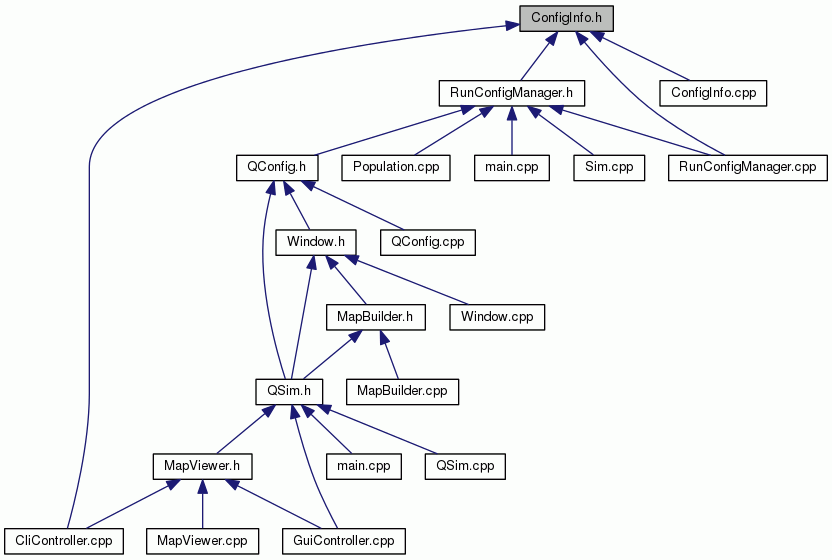 ConfigInfo.h
RunConfigManager.h
ConfigInfo.cpp
QConfig.h
Population.cpp
main.cpp
Sim.cpp
RunConfigManager.cpp
Window.h
QConfig.cpp
MapBuilder.h
Window.cpp
QSim.h
MapBuilder.cpp
MapViewer.h
main.cpp
QSim.cpp
CliController.cpp
MapViewer.cpp
GuiController.cpp